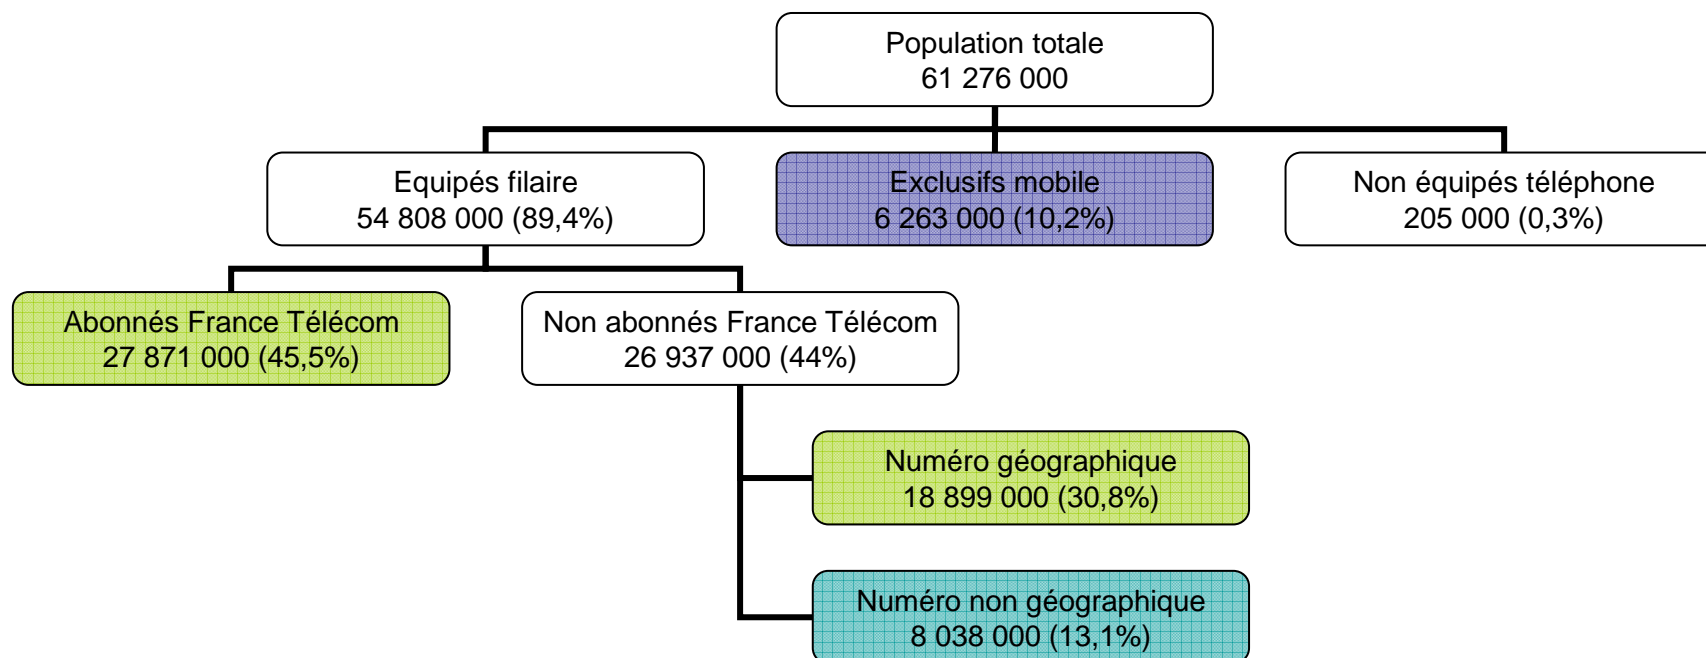 Population totale
61 276 000
Equipés filaire
54 808 000 (89,4%)
Exclusifs mobile
6 263 000 (10,2%)
Non équipés téléphone
205 000 (0,3%)
Abonnés France Télécom
27 871 000 (45,5%)
Non abonnés France Télécom
26 937 000 (44%)
Numéro géographique
18 899 000 (30,8%)
Numéro non géographique
8 038 000 (13,1%)